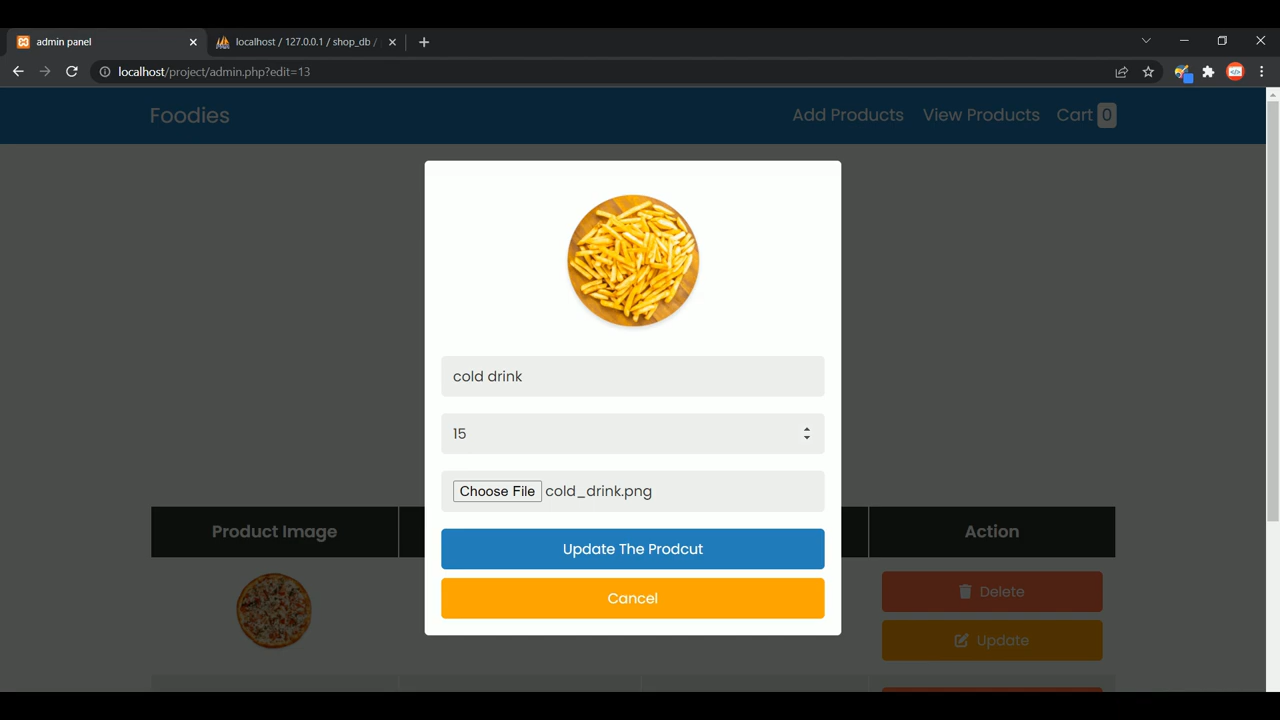 admin panel
localhost / 127.0.0.1 / shop_db /
localhost/project/admin.php?edit=13
Foodies
Add Products
View Products
Cart 0
cold drink
15
Choose File cold_drink.png
Update The Prodcut
Cancel
Product Image
Action
Delete
Update